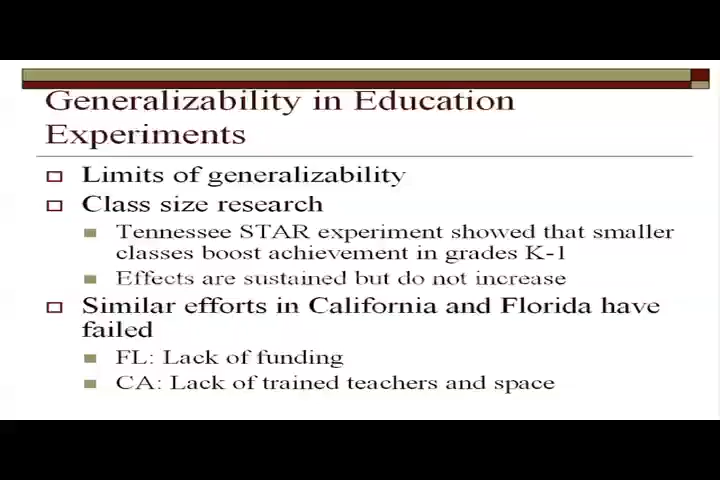 Generalizability in Education
Experiments
Limits of generalizability
Class size research
Tennessee STAR experiment showed that smaller
classes boost achievement in grades K-1
Effects are sustained but do not increase
Similar efforts in California and Florida have
failed
FL: Lack of funding
CA: Lack of trained teachers and space